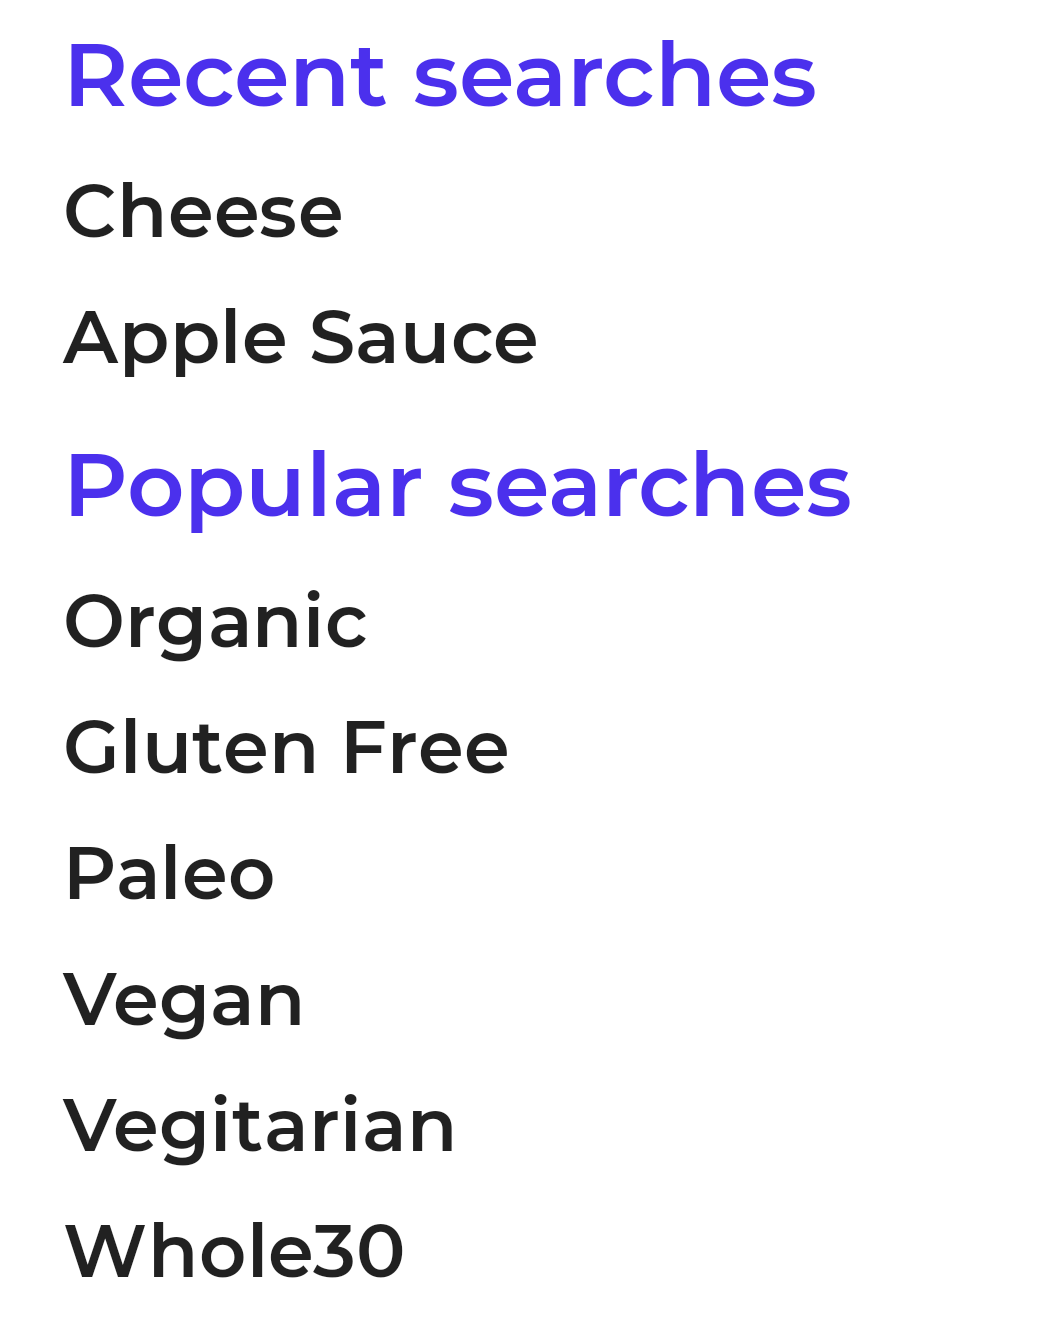 Recent searches
Cheese
Apple Sauce
Popular searches
Organic
Gluten Free
Paleo
Vegan
Vegitarian
Whole30